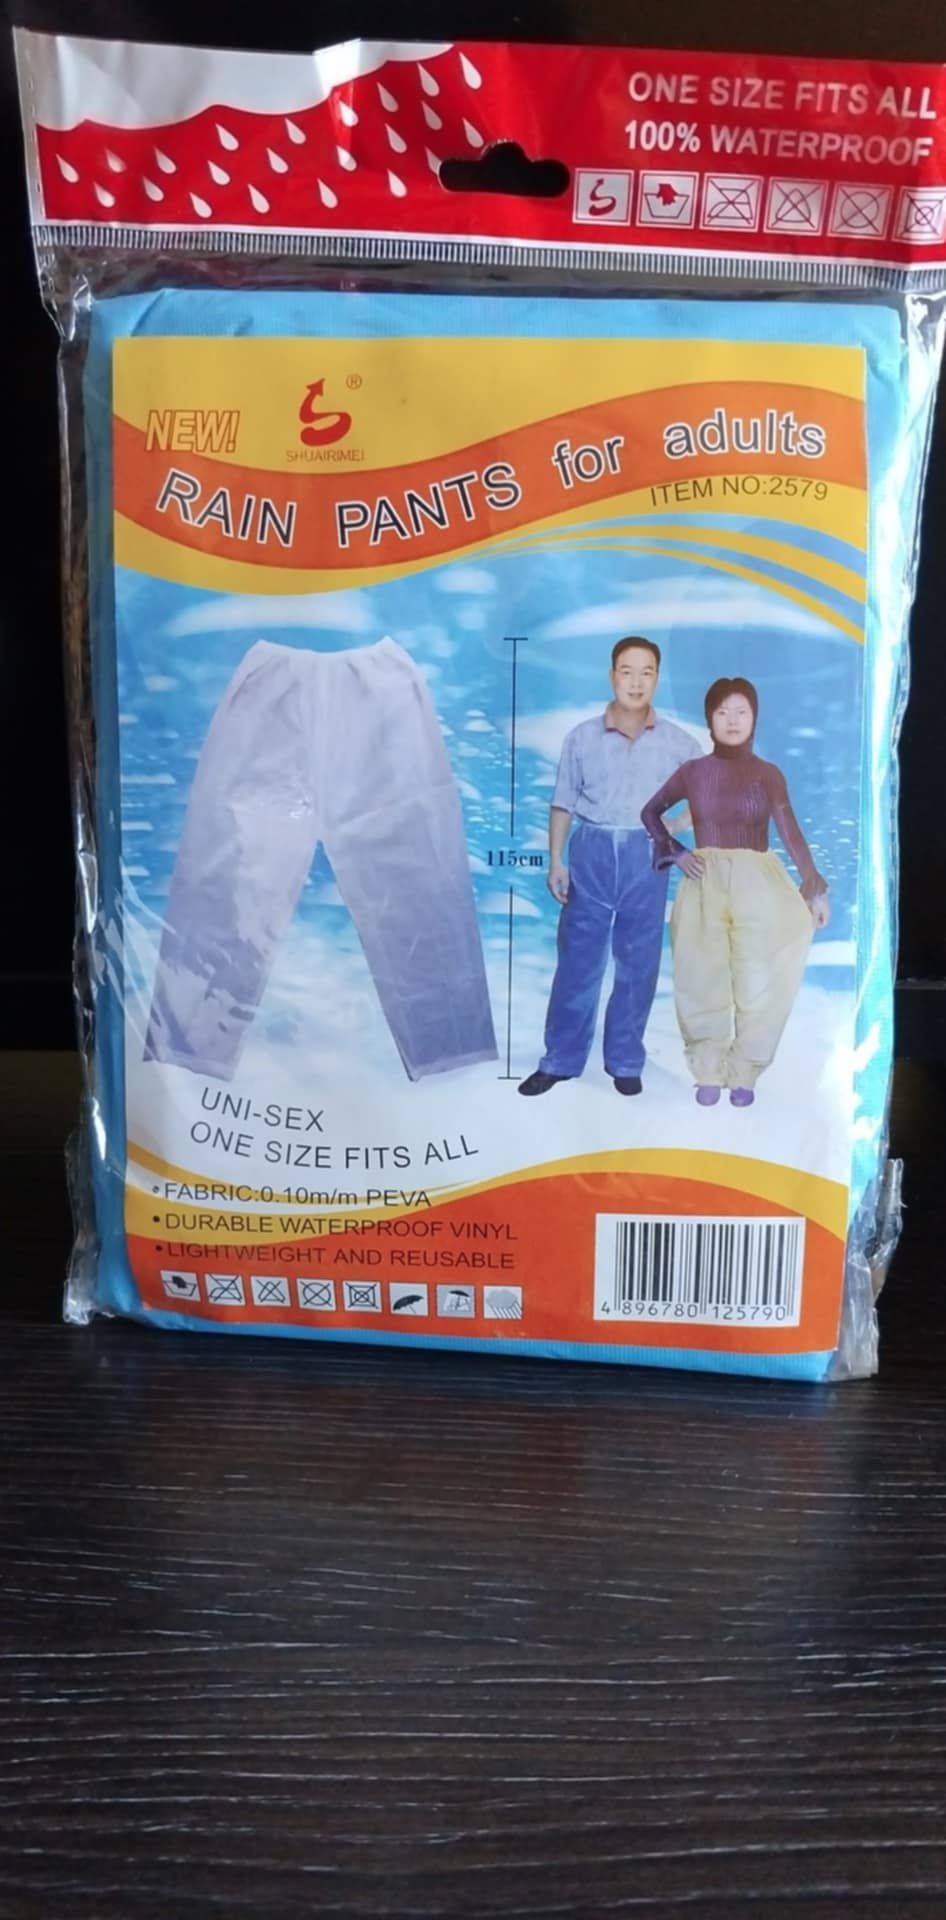 ONE SIZE FITS ALL
100% WATERPROOF
NEW!
®
SHUAIRIMEI
RAIN PANTS for adults
ITEM NO:2579
115cm
UNI-SEX
ONE SIZE FITS ALL
•FABRIC:0.10m/m PEVA
•DURABLE WATERPROOF VINYL
•LIGHTWEIGHT AND REUSABLE
4 896780 125790